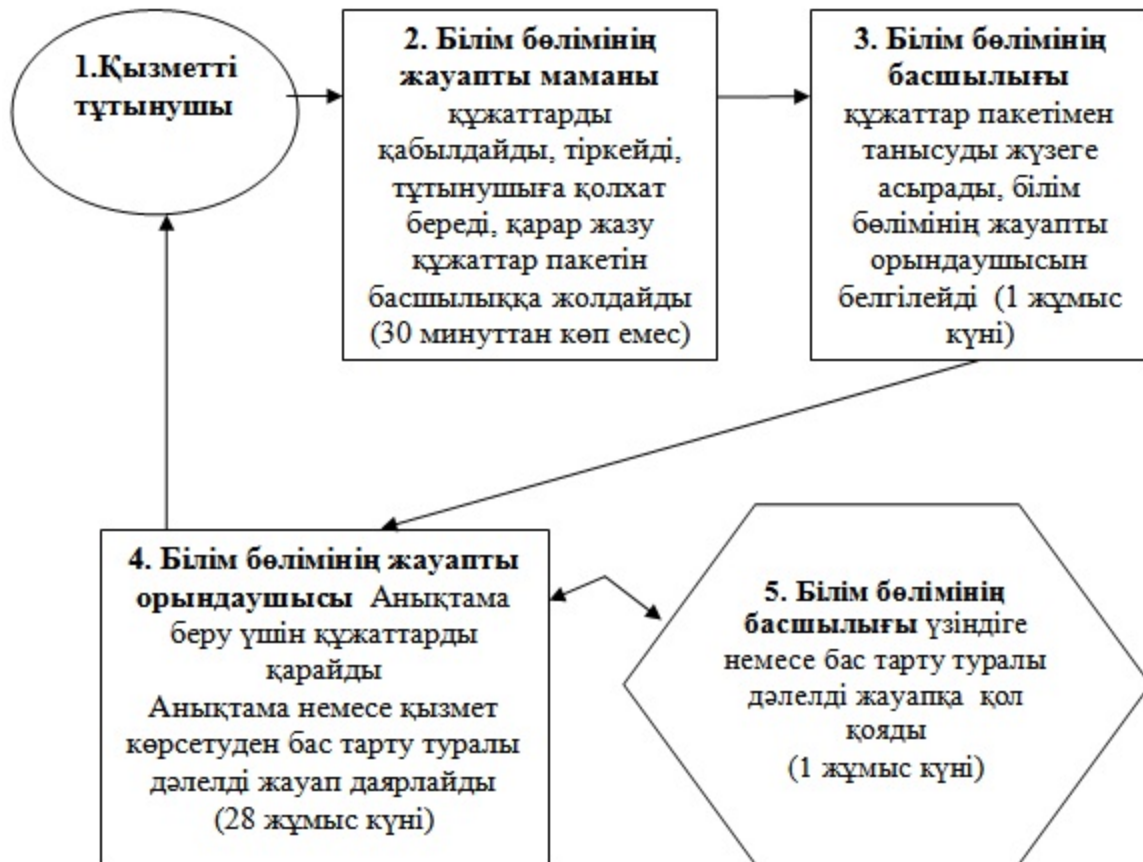 1.Қызметті
тұтынушы
2. Білім бөлімінің
жауапты маманы
құжаттарды
қабылдайды, тіркейді,
тұтынушыға қолхат
береді, қарар жазу
құжаттар пакетін
басшылыққа жолдайды
(30 минуттан көп емес)
3. Білім бөлімінің
басшылығы
құжаттар пакетімен
танысуды жүзеге
асырады, білім
бөлімінің жауапты
орындаушысын
белгілейді (1 жұмыс
күні)
4. Білім бөлімінің жауапты
орындаушысы Анықтама
беру үшін құжаттарды
қарайды
Анықтама немесе қызмет
көрсетуден бас тарту туралы
дәлелді жауап даярлайды
(28 жұмыс күні)
5. Білім бөлімінің
басшылығы үзіндіге
немесе бас тарту туралы
дәлелді жауапқа қол
қояды
(1 жұмыс күні)